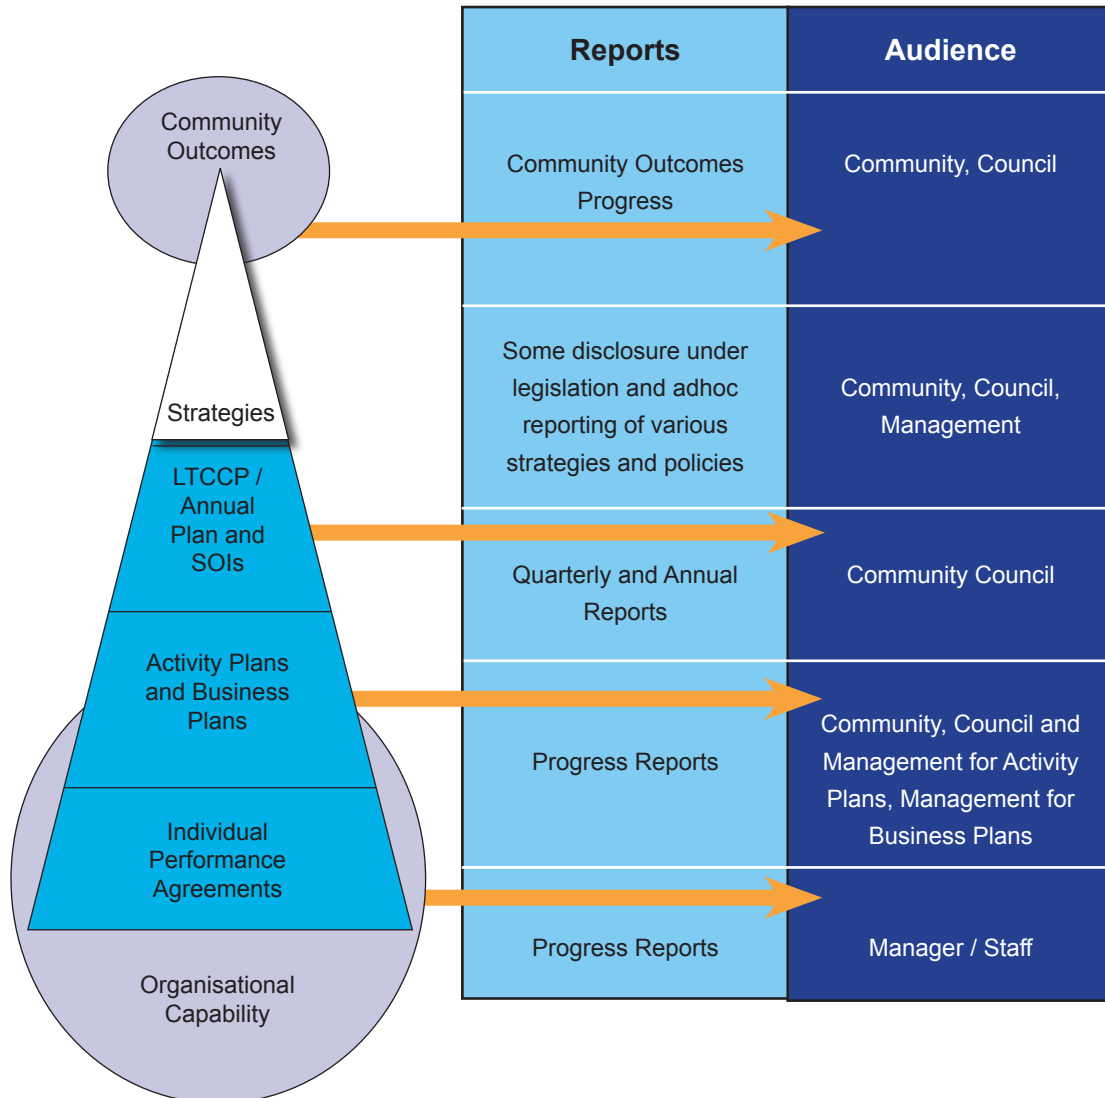 Reports
Audience
Community
Outcomes
Community Outcomes
Progress
Community, Council
Strategies
Some disclosure under
legislation and adhoc
reporting of various
strategies and policies
Community, Council,
Management
LTCCP /
Annual
Plan and
SOIs
Quarterly and Annual
Reports
Community Council
Activity Plans
and Business
Plans
Progress Reports
Community, Council and
Management for Activity
Plans, Management for
Business Plans
Individual
Performance
Agreements
Progress Reports
Manager / Staff
Organisational
Capability